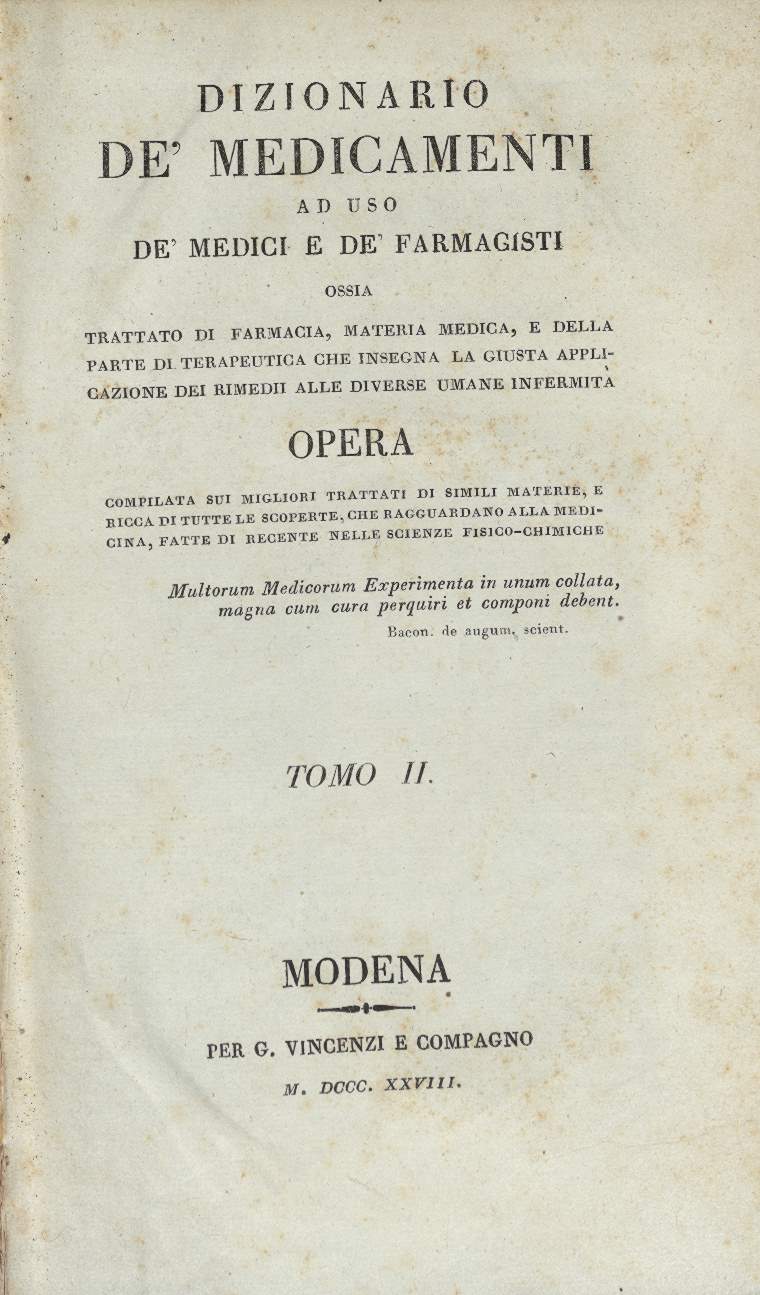 DIZIONARIO
DE' MEDICAMENTI
AD USO
DE' MEDICI E DE' FARMACISTI
OSSIA
TRATTATO DI FARMACIA, MATERIA MEDICA, E DELLA
PARTE DI TERAPEUTICA CHE INSEGNA LA GIUSTA APPLI-
CAZIONE DEI RIMEDII ALLE DIVERSE UMANE INFERMITÀ
OPERA
COMPILATA SUI MIGLIORI TRATTATI DI SIMILI MATERIE, E
RICCA DI TUTTE LE SCOPERTE, CHE RAGGUARDANO ALLA MEDI-
CINA, FATTE DI RECENTE NELLE SCIENZE FISICO-CHIMICHE
Multorum Medicorum Experimenta in unum collata,
magna cum cura perquiri et componi debent.
Bacon. de augum. scient.
TOMO II.
MODENA
PER G. VINCENZI E COMPAGNO
M. DCCC. XXVIII.